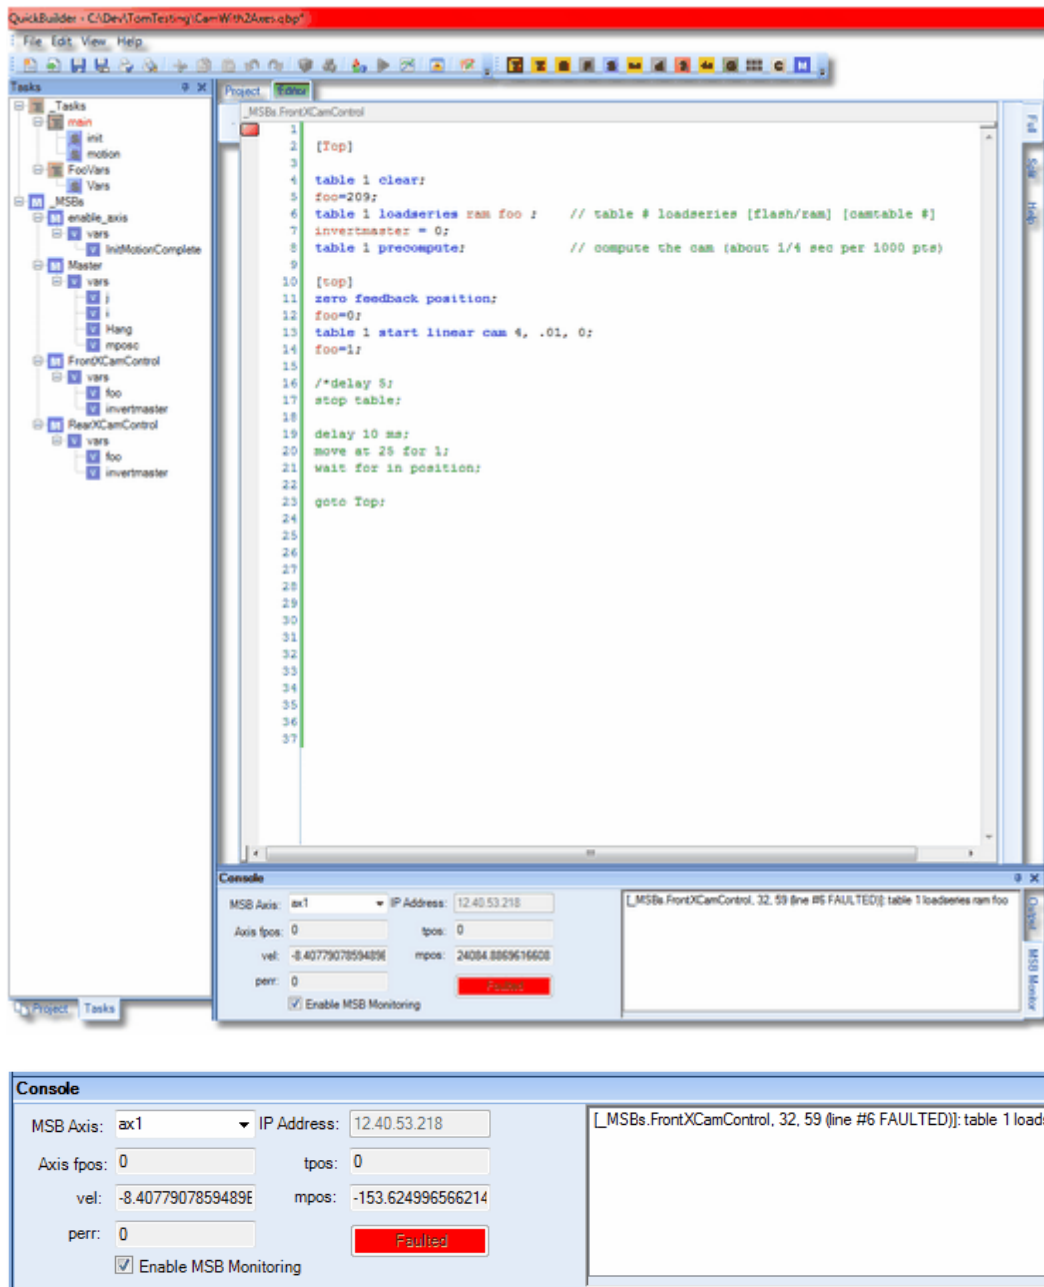 QuickBuilder - C:\Dev\TomTesting\CamWith2Axes.qbp*
File Edit View Help
Tasks
Project Editor
_Tasks
main
init
motion
FooVars
Vars
_MSBs
enable_axis
vars
InitMotionComplete
Master
vars
j
i
Hang
mposc
FrontXCamControl
vars
foo
invertmaster
RearXCamControl
vars
foo
invertmaster
Project Tasks
_MSBs.FrontXCamControl
1
2 [Top]
3
4 table 1 clear;
5 foo=209;
6 table 1 loadseries ram foo ; // table # loadseries [flash/ram] [camtable #]
7 invertmaster = 0;
8 table 1 precompute; // compute the cam (about 1/4 sec per 1000 pts)
9
10 [top]
11 zero feedback position;
12 foo=0;
13 table 1 start linear cam 4, .01, 0;
14 foo=1;
15
16 /*delay 5;
17 stop table;
18
19 delay 10 ms;
20 move at 25 for 1;
21 wait for in position;
22
23 goto Top;
24
25
26
27
28
29
30
31
32
33
34
35
36
37
Full
Split
Help
Console
MSB Axis: ax1 IP Address: 12.40.53.218
Axis fpos: 0 tpos: 0
vel: -8.4077907859489E mpos: 24084.8869616608
perr: 0 Faulted
Enable MSB Monitoring
[_MSBs.FrontXCamControl, 32, 59 (line #6 FAULTED)]: table 1 loadseries ram foo
Output
MSB Monitor
Console
MSB Axis: ax1 IP Address: 12.40.53.218
Axis fpos: 0 tpos: 0
vel: -8.4077907859489E mpos: -153.624996566214
perr: 0 Faulted
Enable MSB Monitoring
[_MSBs.FrontXCamControl, 32, 59 (line #6 FAULTED)]: table 1 loads